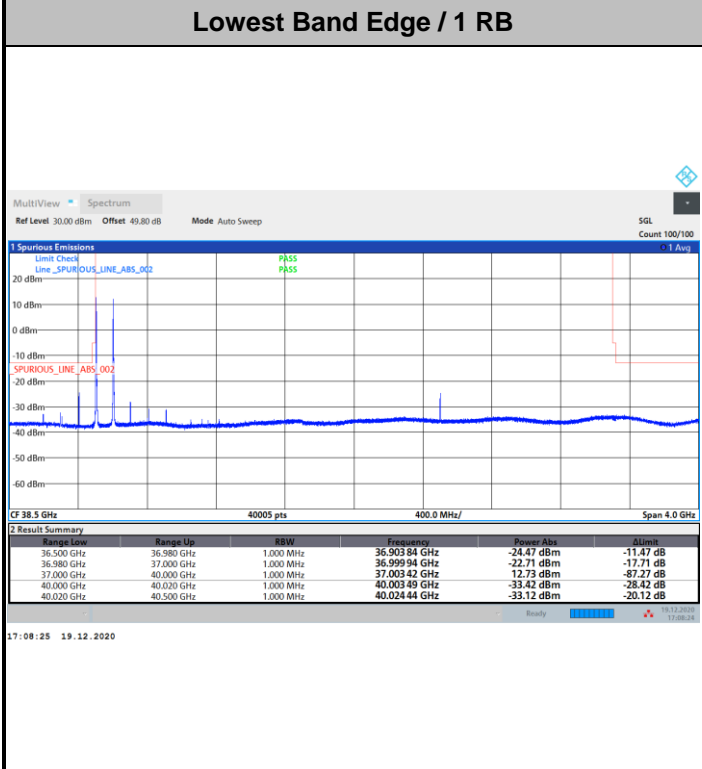 Lowest Band Edge / 1 RB
MultiView Spectrum
Ref Level 30.00 dBm Offset 49.80 dB Mode Auto Sweep SGL
Count 100/100
1 Spurious Emissions 1 Avg
Limit Check PASS
Line _SPURIOUS_LINE_ABS_002 PASS
20 dBm
10 dBm
0 dBm
-10 dBm
_SPURIOUS_LINE_ABS_002
-20 dBm
-30 dBm
-40 dBm
-50 dBm
-60 dBm
CF 38.5 GHz 40005 pts 400.0 MHz/ Span 4.0 GHz
2 Result Summary
Range Low Range Up RBW Frequency Power Abs ΔLimit
36.500 GHz 36.980 GHz 1.000 MHz 36.903 84 GHz -24.47 dBm -11.47 dB
36.980 GHz 37.000 GHz 1.000 MHz 36.999 94 GHz -22.71 dBm -17.71 dB
37.000 GHz 40.000 GHz 1.000 MHz 37.003 42 GHz 12.73 dBm -87.27 dB
40.000 GHz 40.020 GHz 1.000 MHz 40.003 49 GHz -33.42 dBm -28.42 dB
40.020 GHz 40.500 GHz 1.000 MHz 40.024 44 GHz -33.12 dBm -20.12 dB
Ready 19.12.2020
17:08:24
17:08:25 19.12.2020